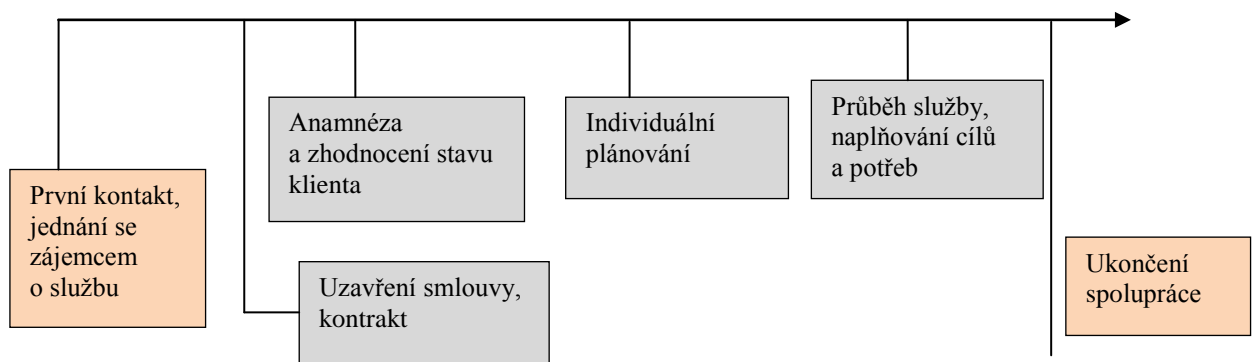 První kontakt,
jednání se
zájemcem
o službu
Uzavření smlouvy,
kontrakt
Anamnéza
a zhodnocení stavu
klienta
Individuální
plánování
Průběh služby,
naplňování cílů
a potřeb
Ukončení
spolupráce